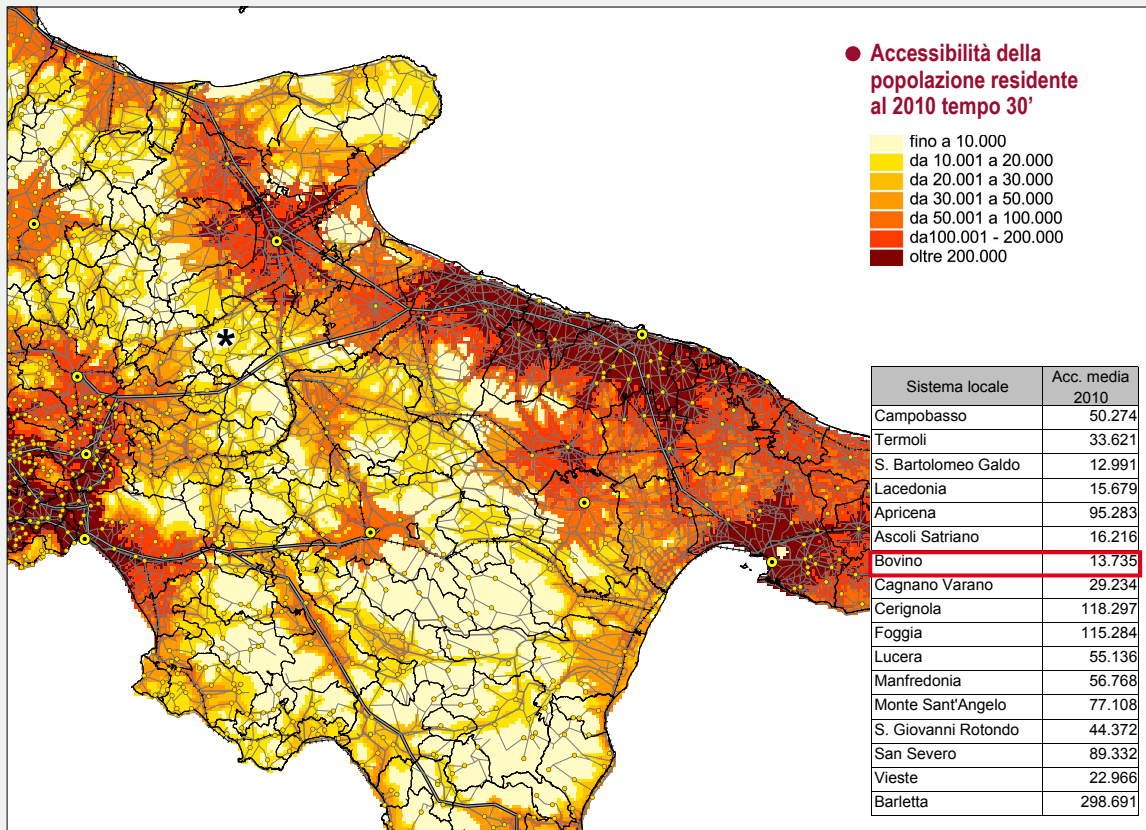 Accessibilità della
popolazione residente
al 2010 tempo 30’
fino a 10.000
da 10.001 a 20.000
da 20.001 a 30.000
da 30.001 a 50.000
da 50.001 a 100.000
da100.001 - 200.000
oltre 200.000
*
Sistema locale Acc. media 2010
Campobasso 50.274
Termoli 33.621
S. Bartolomeo Galdo 12.991
Lacedonia 15.679
Apricena 95.283
Ascoli Satriano 16.216
Bovino 13.735
Cagnano Varano 29.234
Cerignola 118.297
Foggia 115.284
Lucera 55.136
Manfredonia 56.768
Monte Sant'Angelo 77.108
S. Giovanni Rotondo 44.372
San Severo 89.332
Vieste 22.966
Barletta 298.691